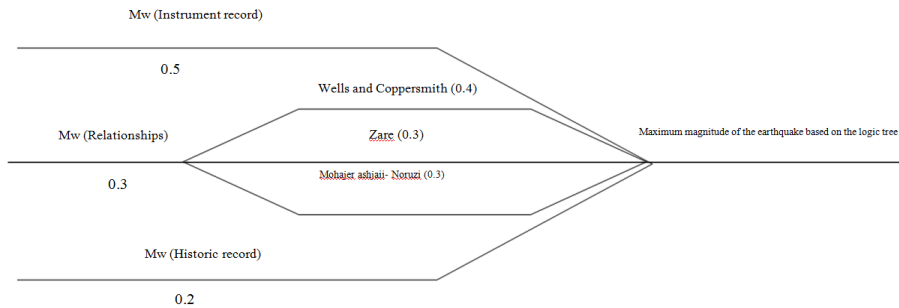 Mw (Instrument record)
0.5
Wells and Coppersmith (0.4)
Mw (Relationships)
Zare (0.3)
Maximum magnitude of the earthquake based on the logic tree
0.3
Mohajer ashjaii- Noruzi (0.3)
Mw (Historic record)
0.2